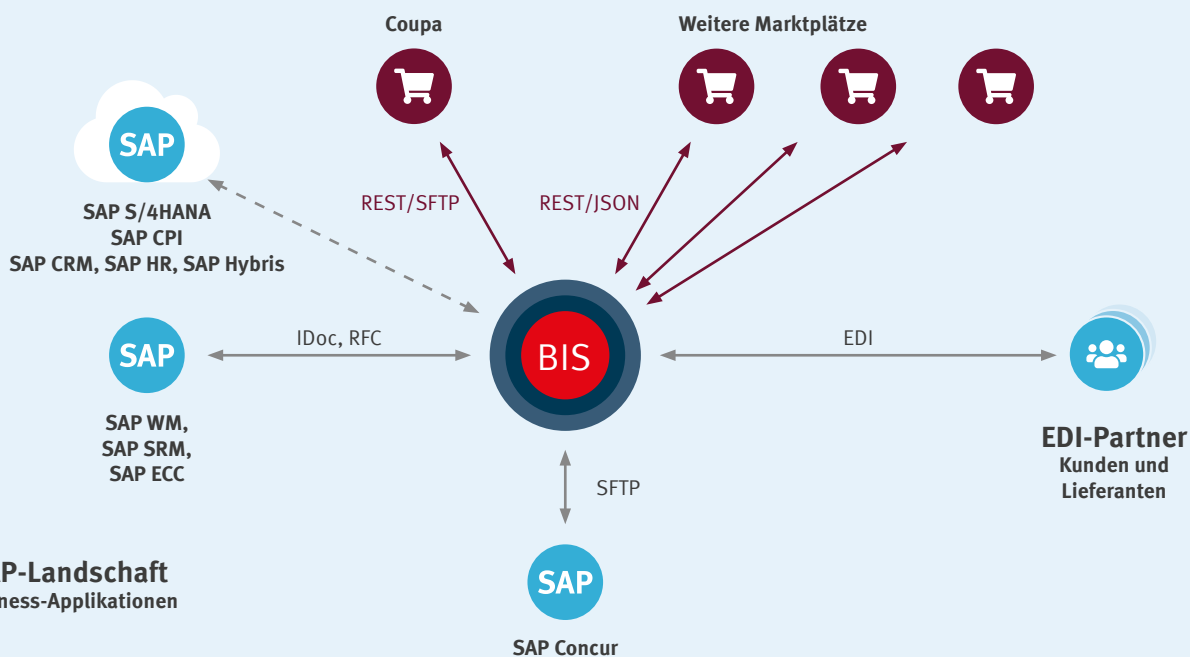 Coupa
Weitere Marktplätze
SAP
SAP S/4HANA
SAP CPI
SAP CRM, SAP HR, SAP Hybris
REST/SFTP
REST/JSON
SAP
IDoc, RFC
BIS
EDI
SAP WM,
SAP SRM,
SAP ECC
EDI-Partner
Kunden und
Lieferanten
SFTP
P-Landschaft
ness-Applikationen
SAP
SAP Concur